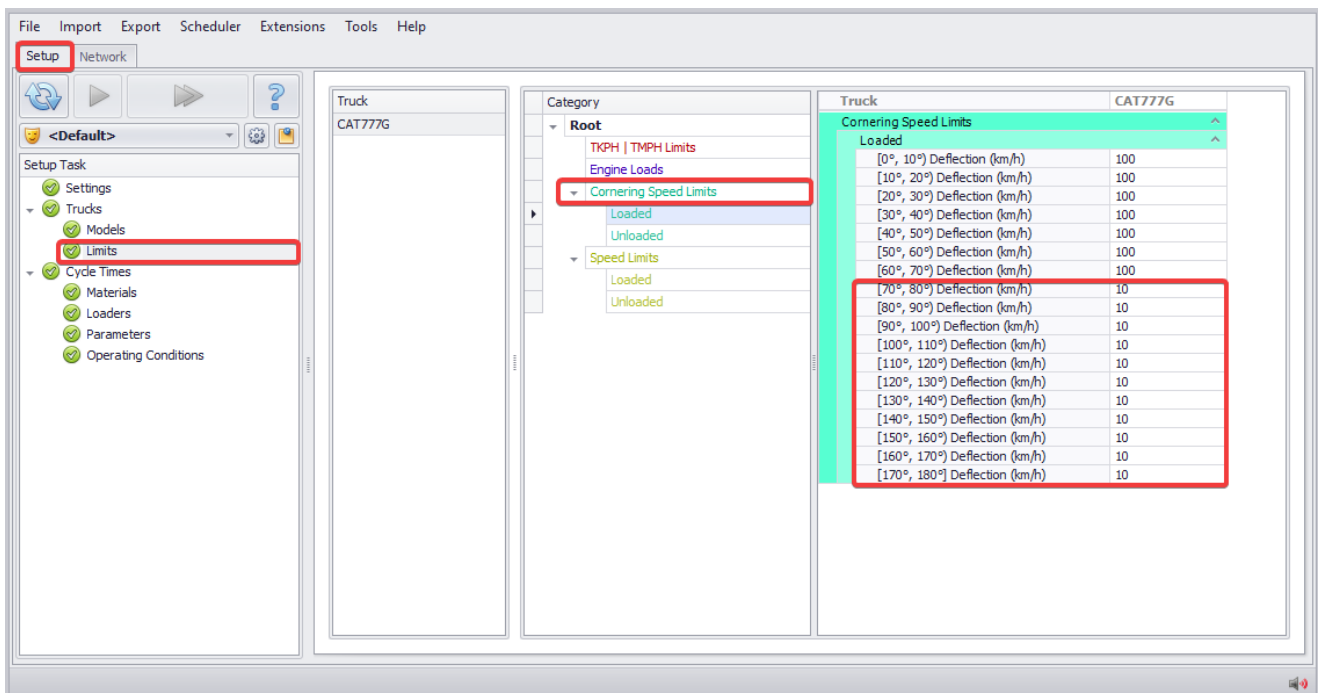 File Import Export Scheduler Extensions Tools Help
Setup Network
<Default>
Setup Task
Settings
Trucks
Models
Limits
Cycle Times
Materials
Loaders
Parameters
Operating Conditions
Truck
CAT777G
Category
Root
TKPH | TMPH Limits
Engine Loads
Cornering Speed Limits
Loaded
Unloaded
Speed Limits
Loaded
Unloaded
Truck CAT777G
Cornering Speed Limits
Loaded
[0°, 10°) Deflection (km/h) 100
[10°, 20°) Deflection (km/h) 100
[20°, 30°) Deflection (km/h) 100
[30°, 40°) Deflection (km/h) 100
[40°, 50°) Deflection (km/h) 100
[50°, 60°) Deflection (km/h) 100
[60°, 70°) Deflection (km/h) 100
[70°, 80°) Deflection (km/h) 10
[80°, 90°) Deflection (km/h) 10
[90°, 100°) Deflection (km/h) 10
[100°, 110°) Deflection (km/h) 10
[110°, 120°) Deflection (km/h) 10
[120°, 130°) Deflection (km/h) 10
[130°, 140°) Deflection (km/h) 10
[140°, 150°) Deflection (km/h) 10
[150°, 160°) Deflection (km/h) 10
[160°, 170°) Deflection (km/h) 10
[170°, 180°] Deflection (km/h) 10